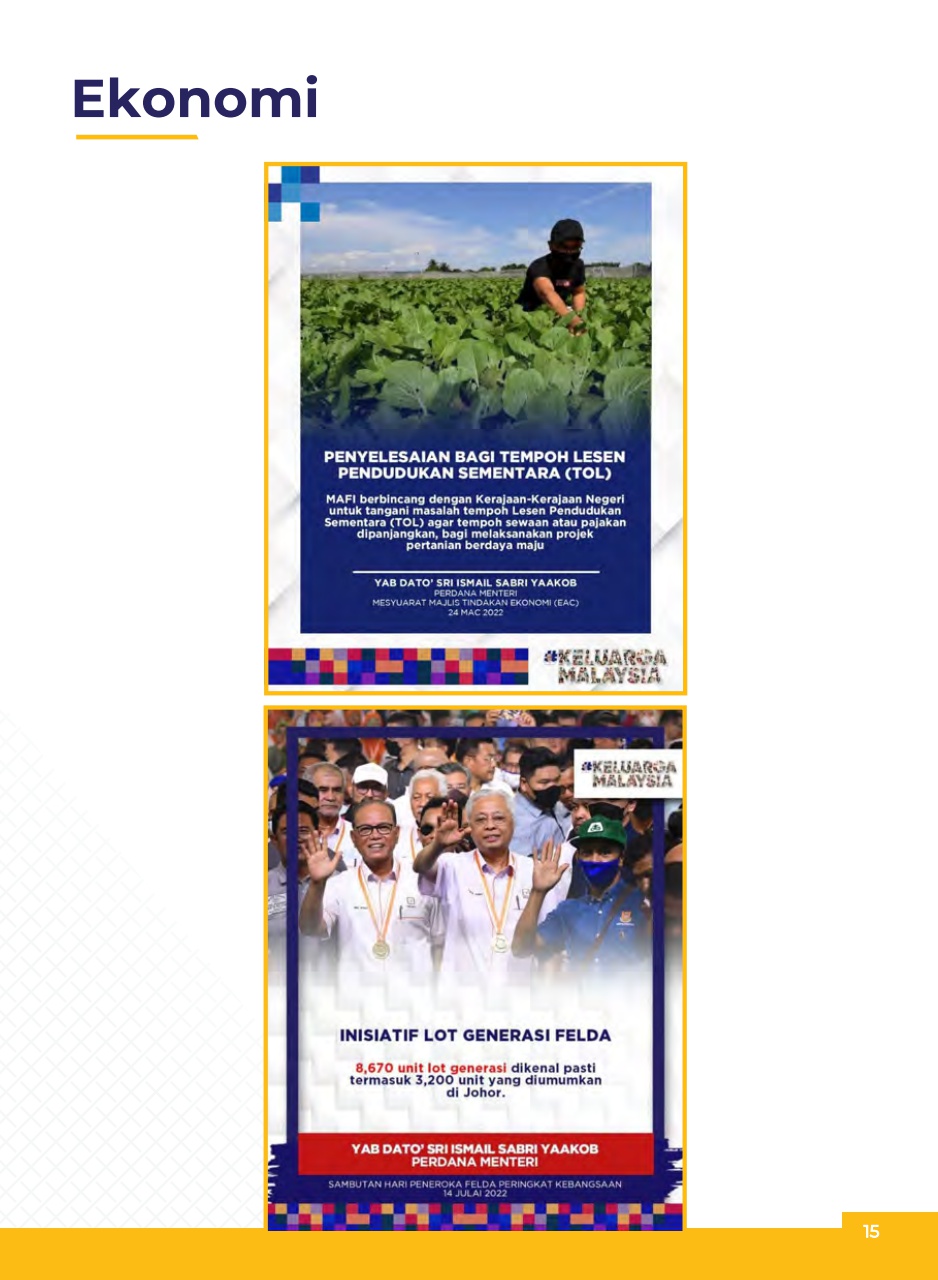 Ekonomi
PENYELESAIAN BAGI TEMPOH LESEN
PENDUDUKAN SEMENTARA (TOL)
MAFI berbincang dengan Kerajaan-Kerajaan Negeri
untuk tangani masalah tempoh Lesen Pendudukan
Sementara (TOL) agar tempoh sewaan atau pajakan
dipanjangkan, bagi melaksanakan projek
pertanian berdaya maju
YAB DATO' SRI ISMAIL SABRI YAAKOB
PERDANA MENTERI
MESYUARAT MAJLIS TINDAKAN EKONOMI (EAC)
24 MAC 2022
#KELUARGA
MALAYSIA
#KELUARGA
MALAYSIA
INISIATIF LOT GENERASI FELDA
8,670 unit lot generasi dikenal pasti
termasuk 3,200 unit yang diumumkan
di Johor.
YAB DATO' SRI ISMAIL SABRI YAAKOB
PERDANA MENTERI
SAMBUTAN HARI PENEROKA FELDA PERINGKAT KEBANGSAAN
14 JULAI 2022
15